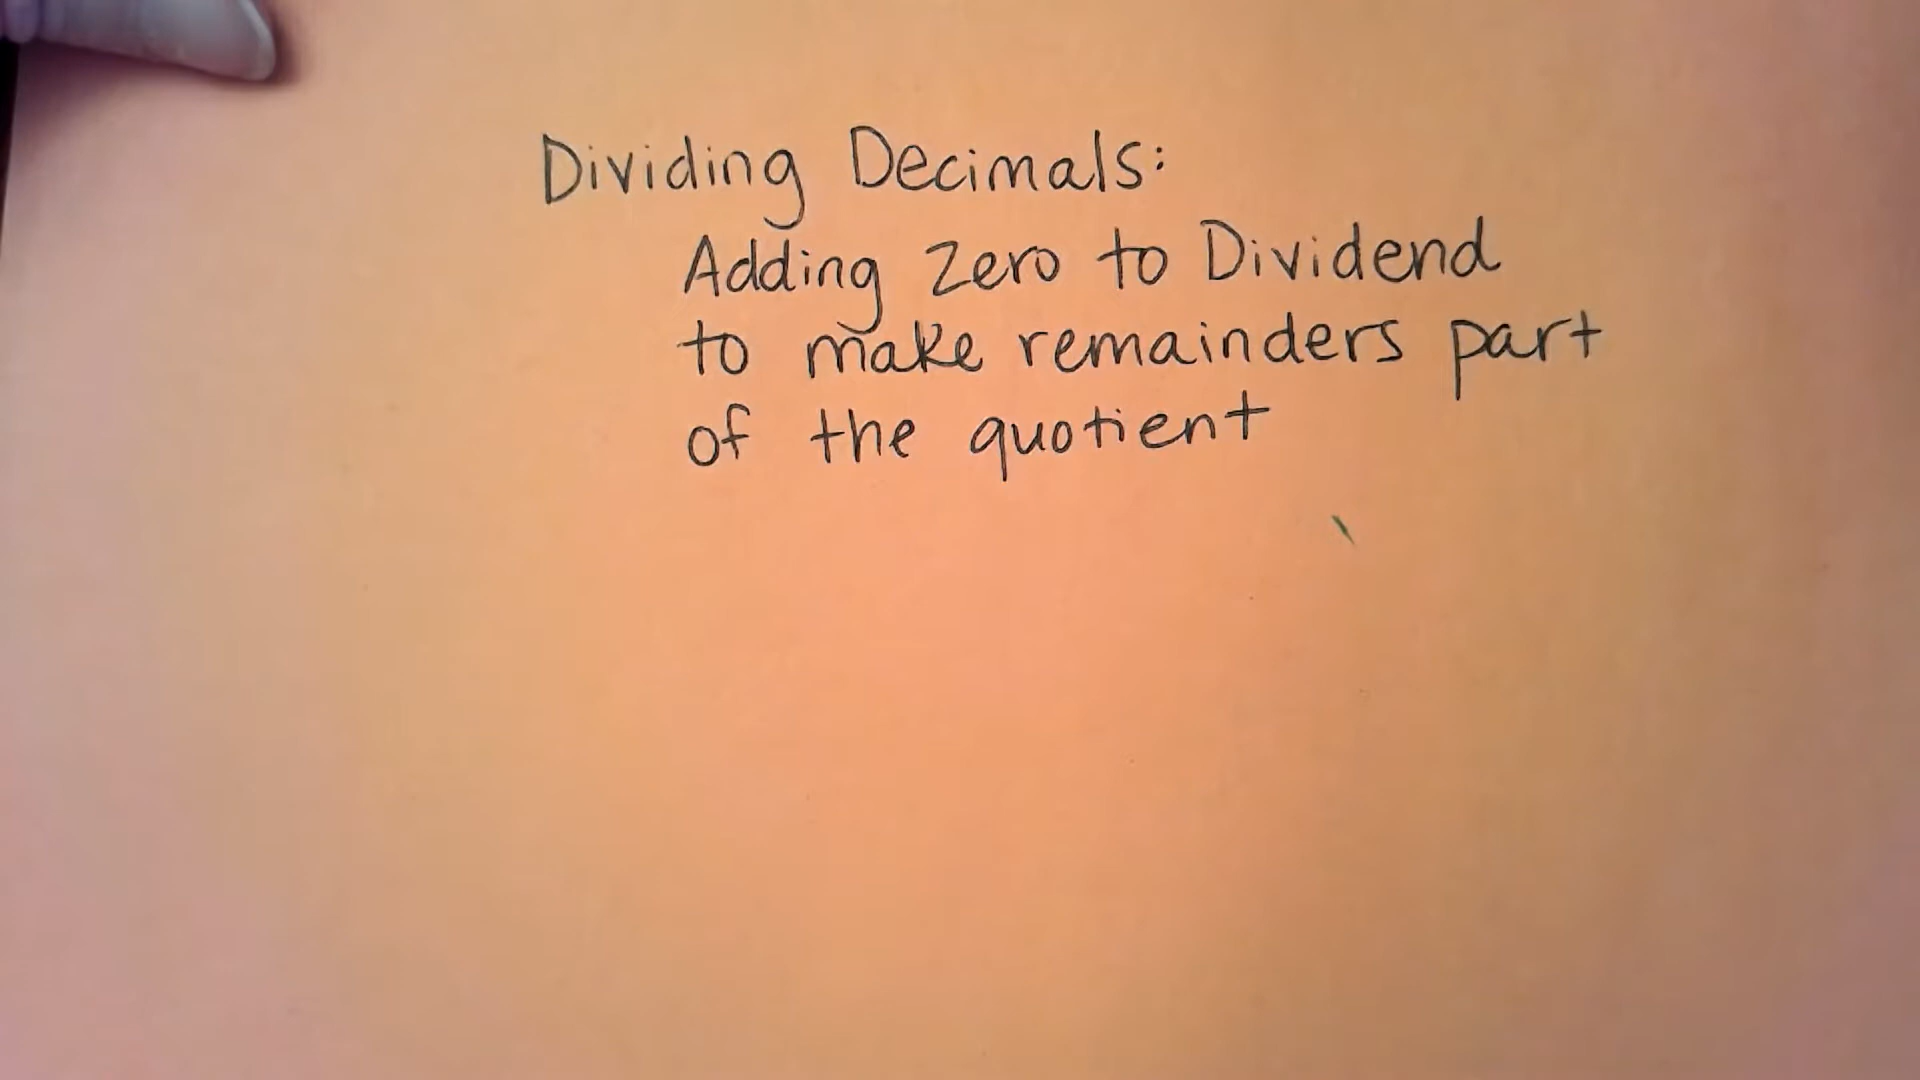 Dividing Decimals:
Adding Zero to Dividend
to make remainders part
of the quotient